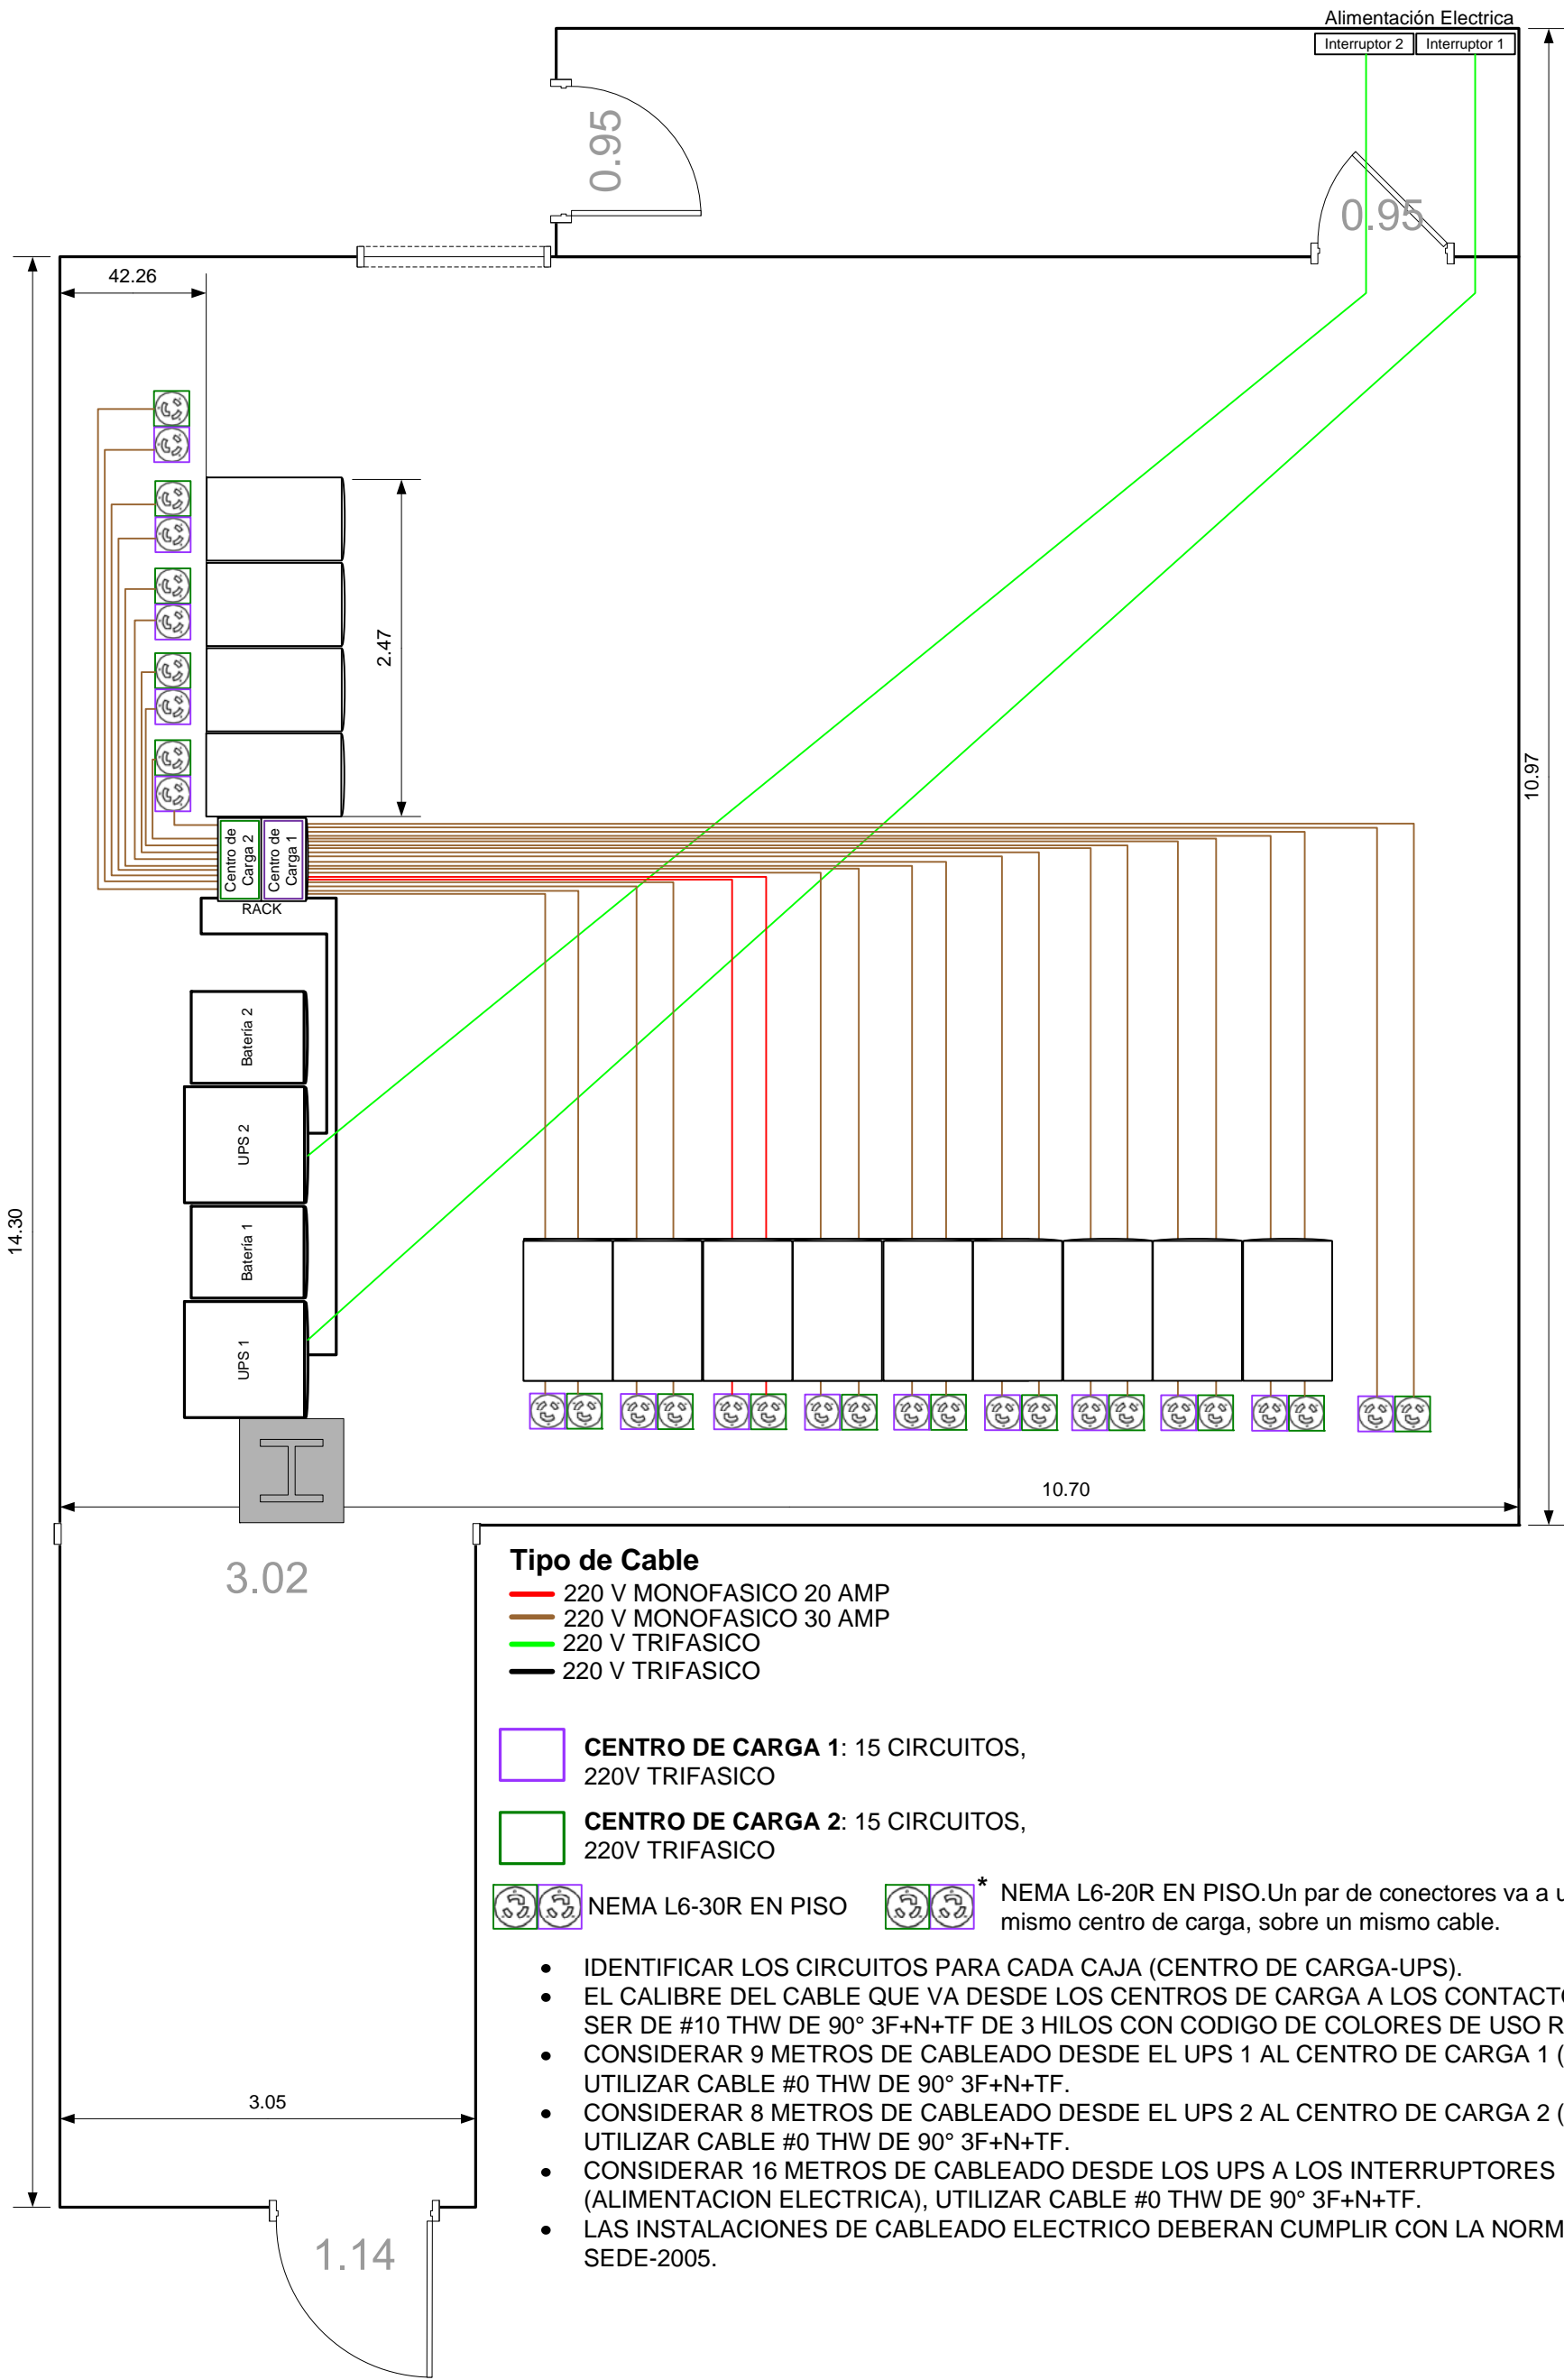 Alimentación Electrica
Interruptor 2
Interruptor 1
0.95
0.95
42.26
2.47
10.97
Centro de
Carga 2
Centro de
Carga 1
RACK
Batería 2
UPS 2
Batería 1
UPS 1
14.30
10.70
3.02
Tipo de Cable
220 V MONOFASICO 20 AMP
220 V MONOFASICO 30 AMP
220 V TRIFASICO
220 V TRIFASICO
CENTRO DE CARGA 1: 15 CIRCUITOS,
220V TRIFASICO
CENTRO DE CARGA 2: 15 CIRCUITOS,
220V TRIFASICO
NEMA L6-30R EN PISO
* NEMA L6-20R EN PISO.Un par de conectores va a
mismo centro de carga, sobre un mismo cable.
• IDENTIFICAR LOS CIRCUITOS PARA CADA CAJA (CENTRO DE CARGA-UPS).
• EL CALIBRE DEL CABLE QUE VA DESDE LOS CENTROS DE CARGA A LOS
SER DE #10 THW DE 90° 3F+N+TF DE 3 HILOS CON CODIGO DE COLORES DE USO
• CONSIDERAR 9 METROS DE CABLEADO DESDE EL UPS 1 AL CENTRO DE CARGA 1 (
UTILIZAR CABLE #0 THW DE 90° 3F+N+TF.
• CONSIDERAR 8 METROS DE CABLEADO DESDE EL UPS 2 AL CENTRO DE CARGA 2 (
UTILIZAR CABLE #0 THW DE 90° 3F+N+TF.
• CONSIDERAR 16 METROS DE CABLEADO DESDE LOS UPS A LOS INTERRUPTORES
(ALIMENTACION ELECTRICA), UTILIZAR CABLE #0 THW DE 90° 3F+N+TF.
• LAS INSTALACIONES DE CABLEADO ELECTRICO DEBERAN CUMPLIR CON LA
SEDE-2005.
3.05
1.14